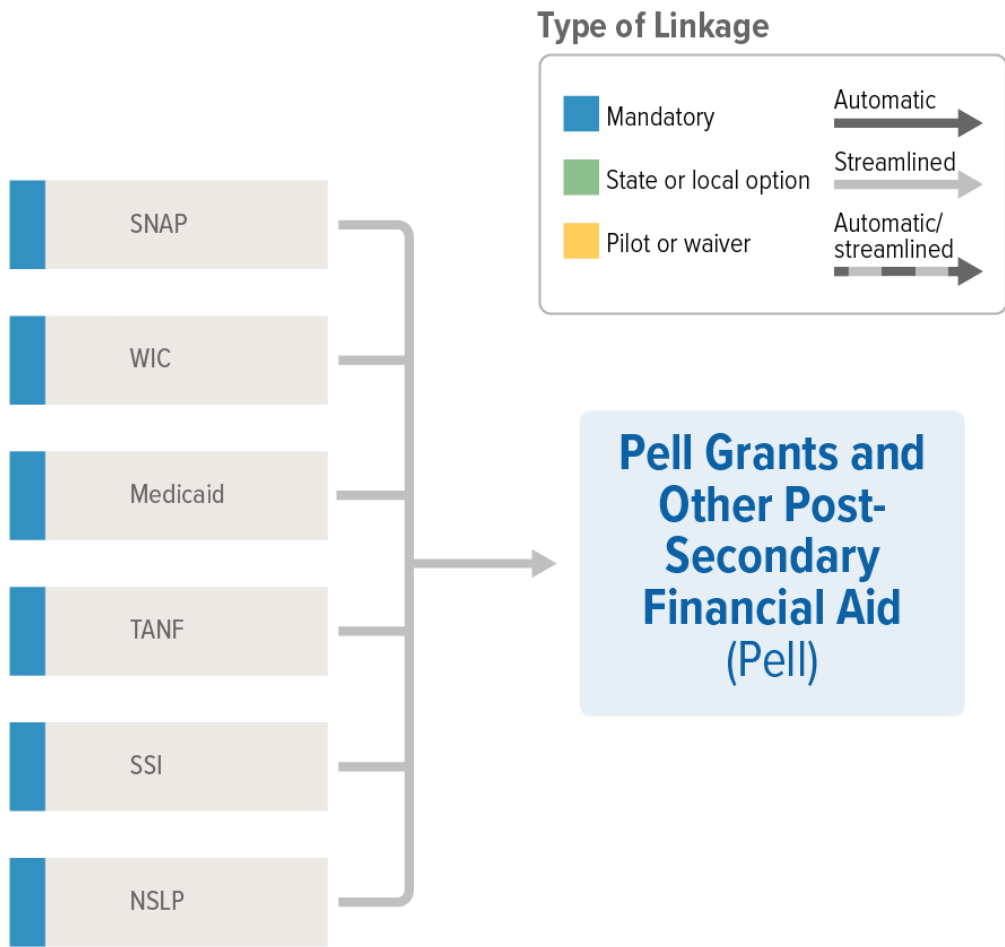 Type of Linkage
Mandatory
Automatic
State or local option
Streamlined
Pilot or waiver
Automatic/
streamlined
SNAP
WIC
Medicaid
TANF
SSI
NSLP
Pell Grants and
Other Post-
Secondary
Financial Aid
(Pell)